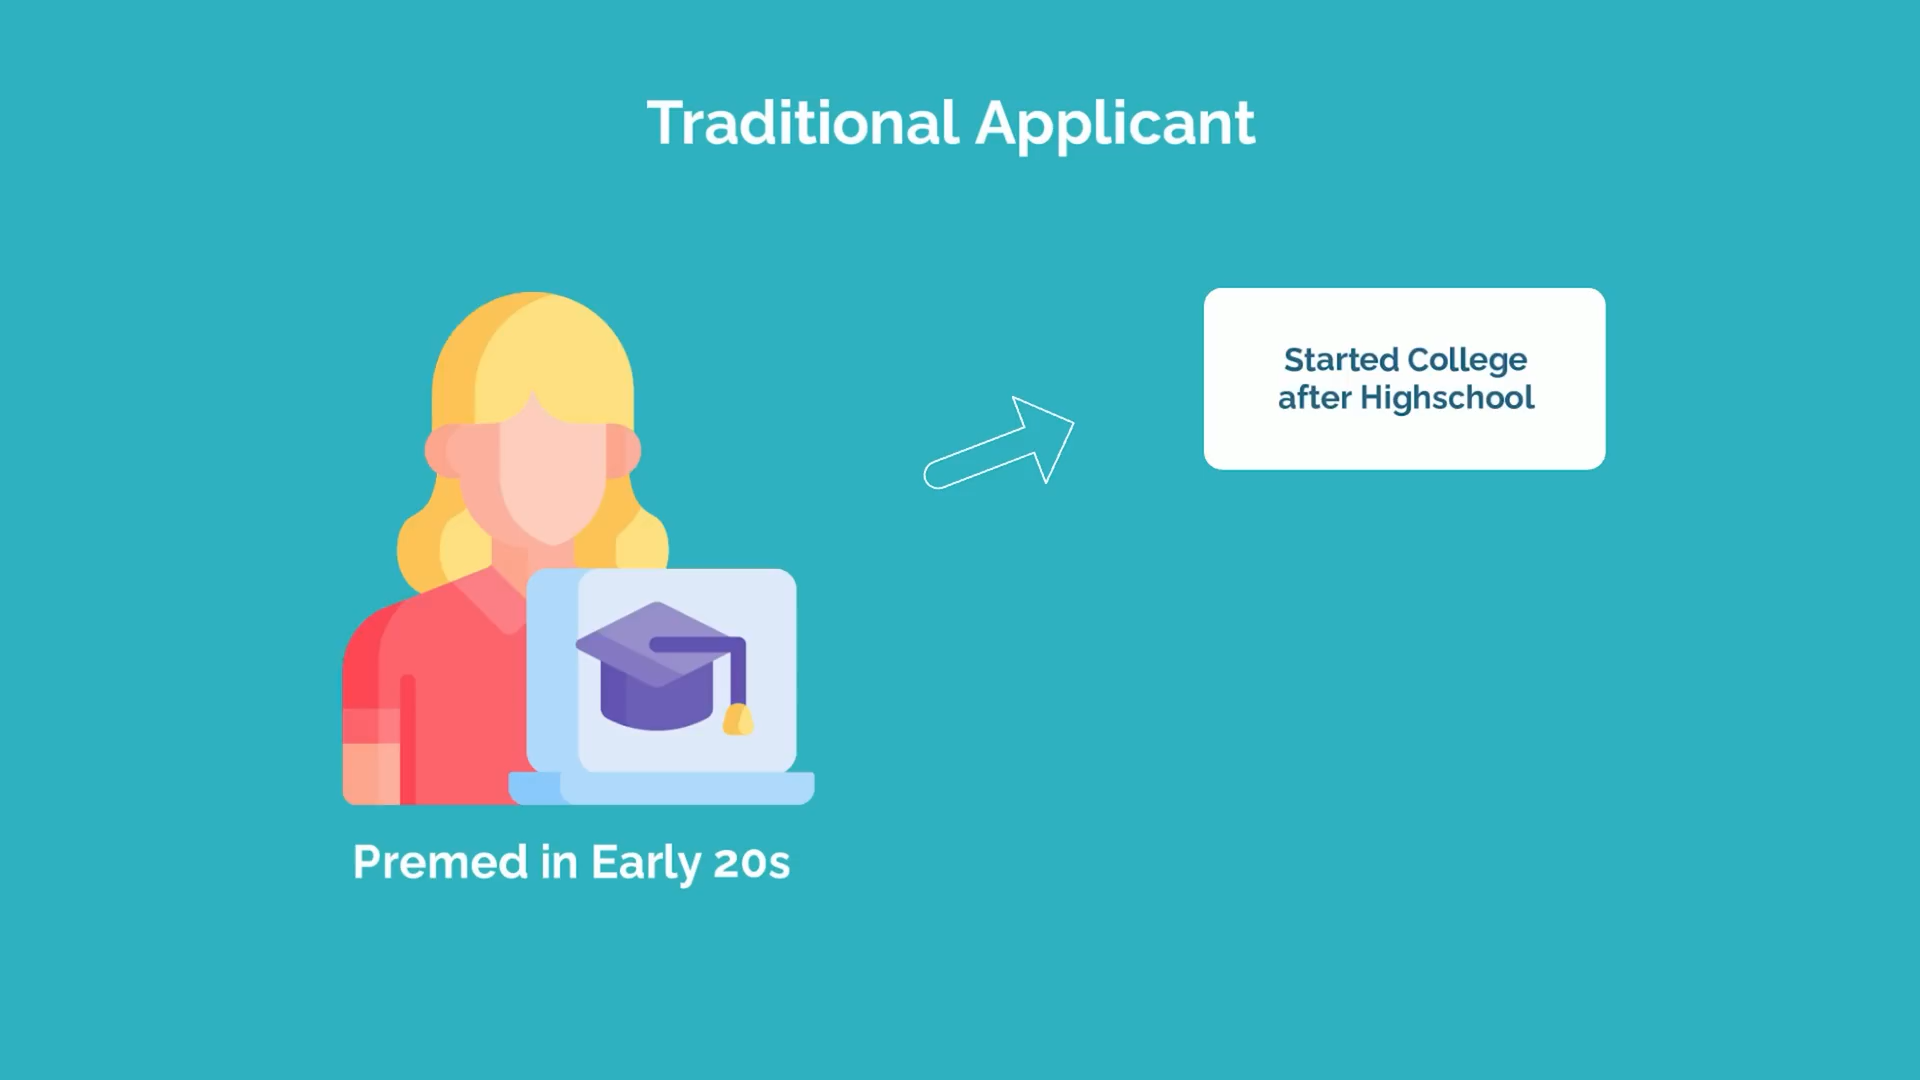 Traditional Applicant
Started College
after Highschool
Premed in Early 20s